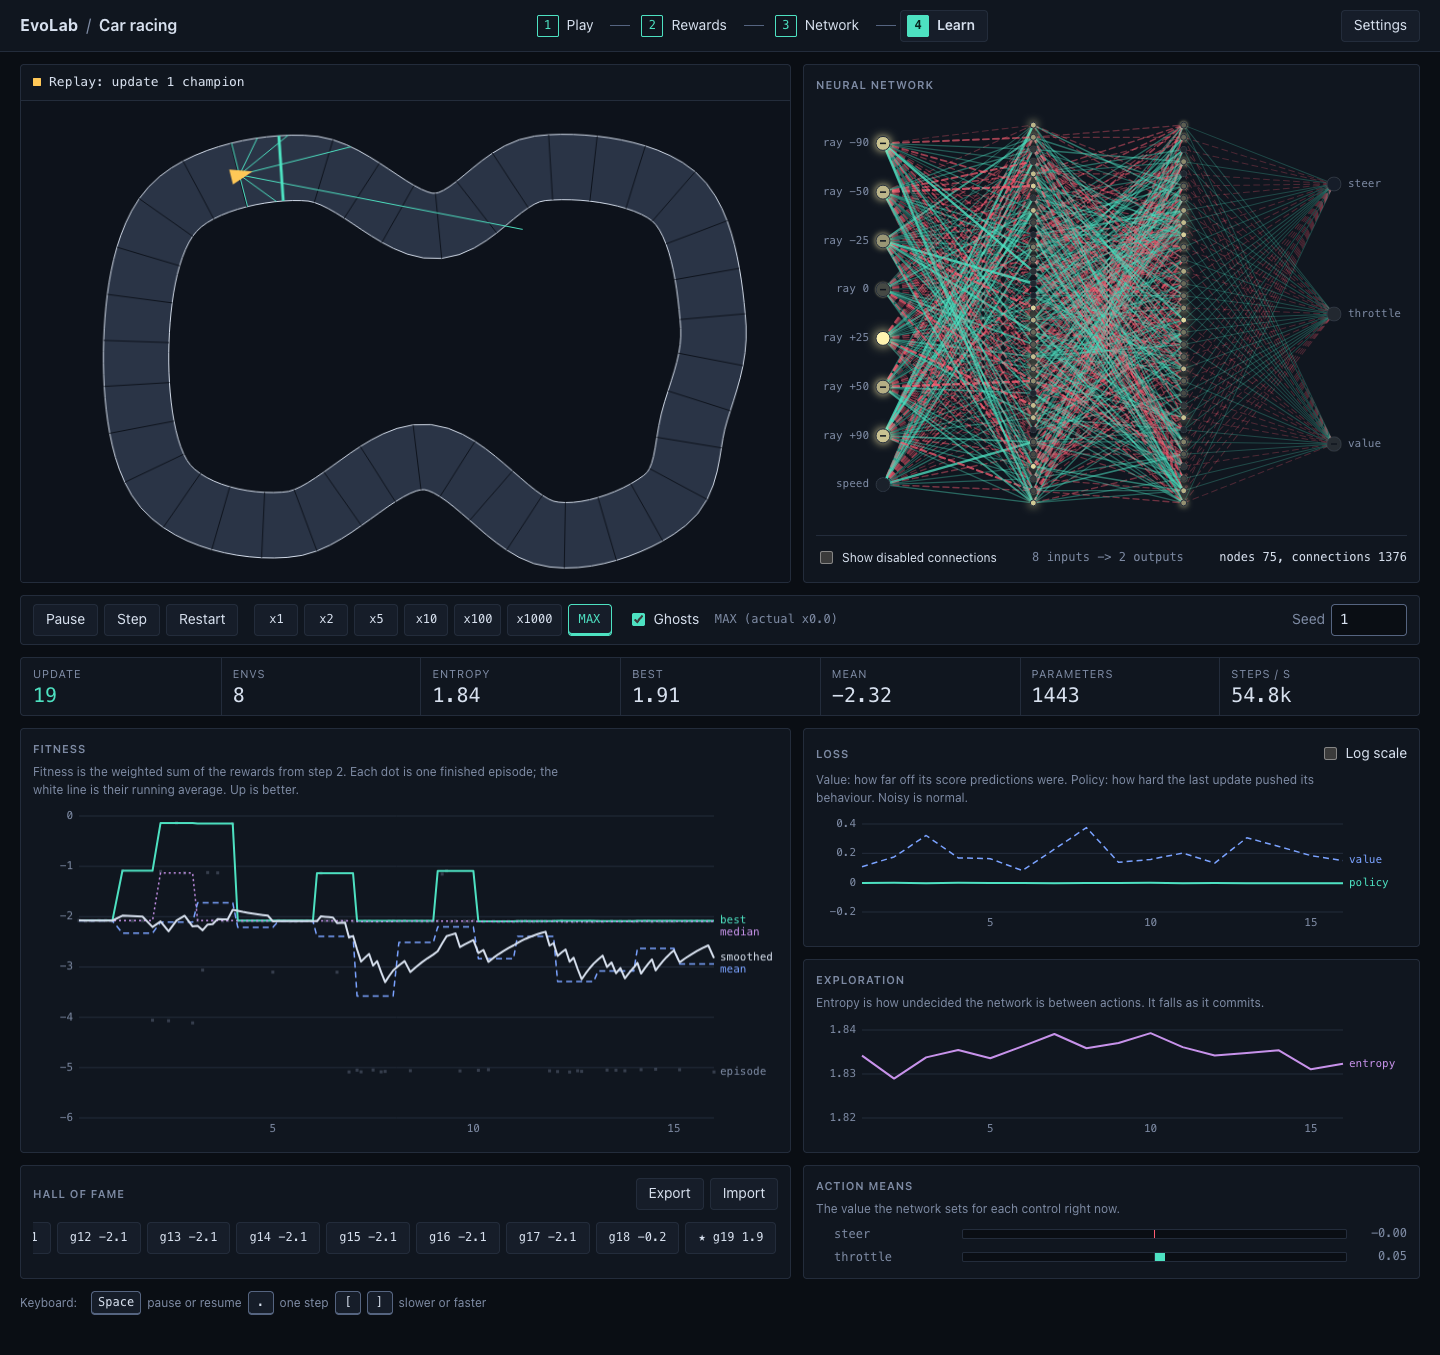 EvoLab / Car racing
1 Play
2 Rewards
3 Network
4 Learn
Settings
Replay: update 1 champion
NEURAL NETWORK
ray −90
ray −50
ray −25
ray 0
ray +25
ray +50
ray +90
speed
steer
throttle
value
Show disabled connections
8 inputs −> 2 outputs
nodes 75, connections 1376
Pause Step Restart x1 x2 x5 x10 x100 x1000 MAX Ghosts MAX (actual x0.0) Seed 1
UPDATE
19
ENVS
8
ENTROPY
1.84
BEST
1.91
MEAN
−2.32
PARAMETERS
1443
STEPS / S
54.8k
FITNESS
Fitness is the weighted sum of the rewards from step 2. Each dot is one finished episode; the
white line is their running average. Up is better.
0
−1
−2
−3
−4
−5
−6
5 10 15
best
median
smoothed
mean
episode
LOSS
Log scale
Value: how far off its score predictions were. Policy: how hard the last update pushed its
behaviour. Noisy is normal.
0.4
0.2
0
−0.2
5 10 15
value
policy
EXPLORATION
Entropy is how undecided the network is between actions. It falls as it commits.
1.84
1.83
1.82
5 10 15
entropy
HALL OF FAME
Export Import
g12 −2.1 g13 −2.1 g14 −2.1 g15 −2.1 g16 −2.1 g17 −2.1 g18 −0.2 ★ g19 1.9
ACTION MEANS
The value the network sets for each control right now.
steer −0.00
throttle 0.05
Keyboard: Space pause or resume . one step [ ] slower or faster